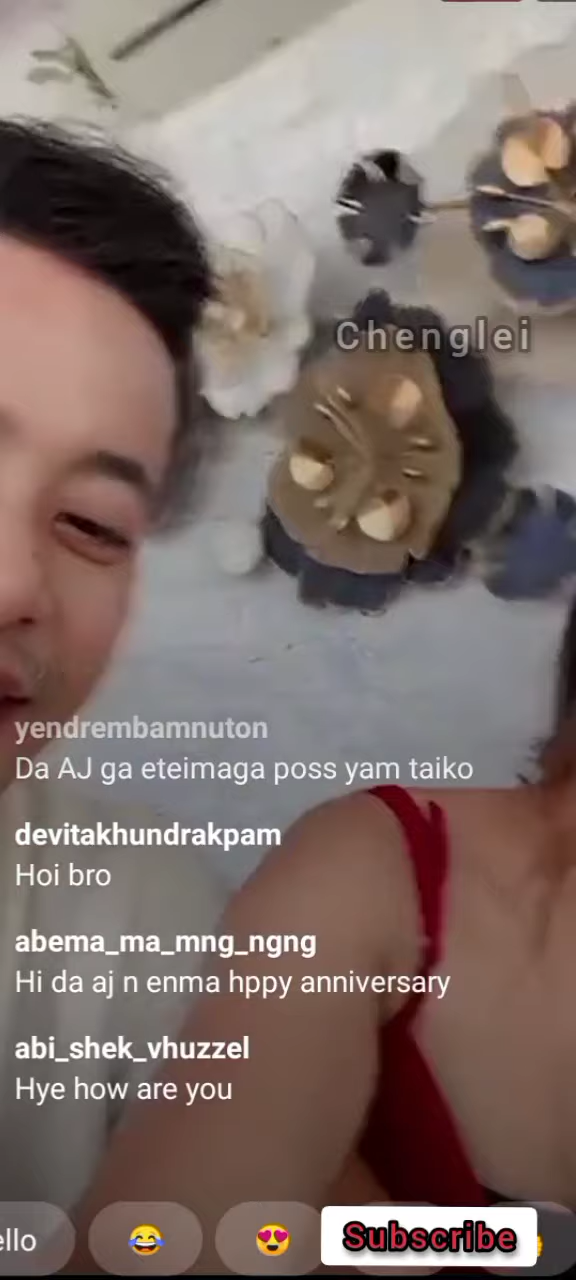 Chenglei
yendrembamnuton
Da AJ ga eteimaga poss yam taiko
devitakhundrakpam
Hoi bro
abema_ma_mng_ngng
Hi da aj n enma hppy anniversary
abi_shek_vhuzzel
Hye how are you
ello 😂 😍 Subscribe